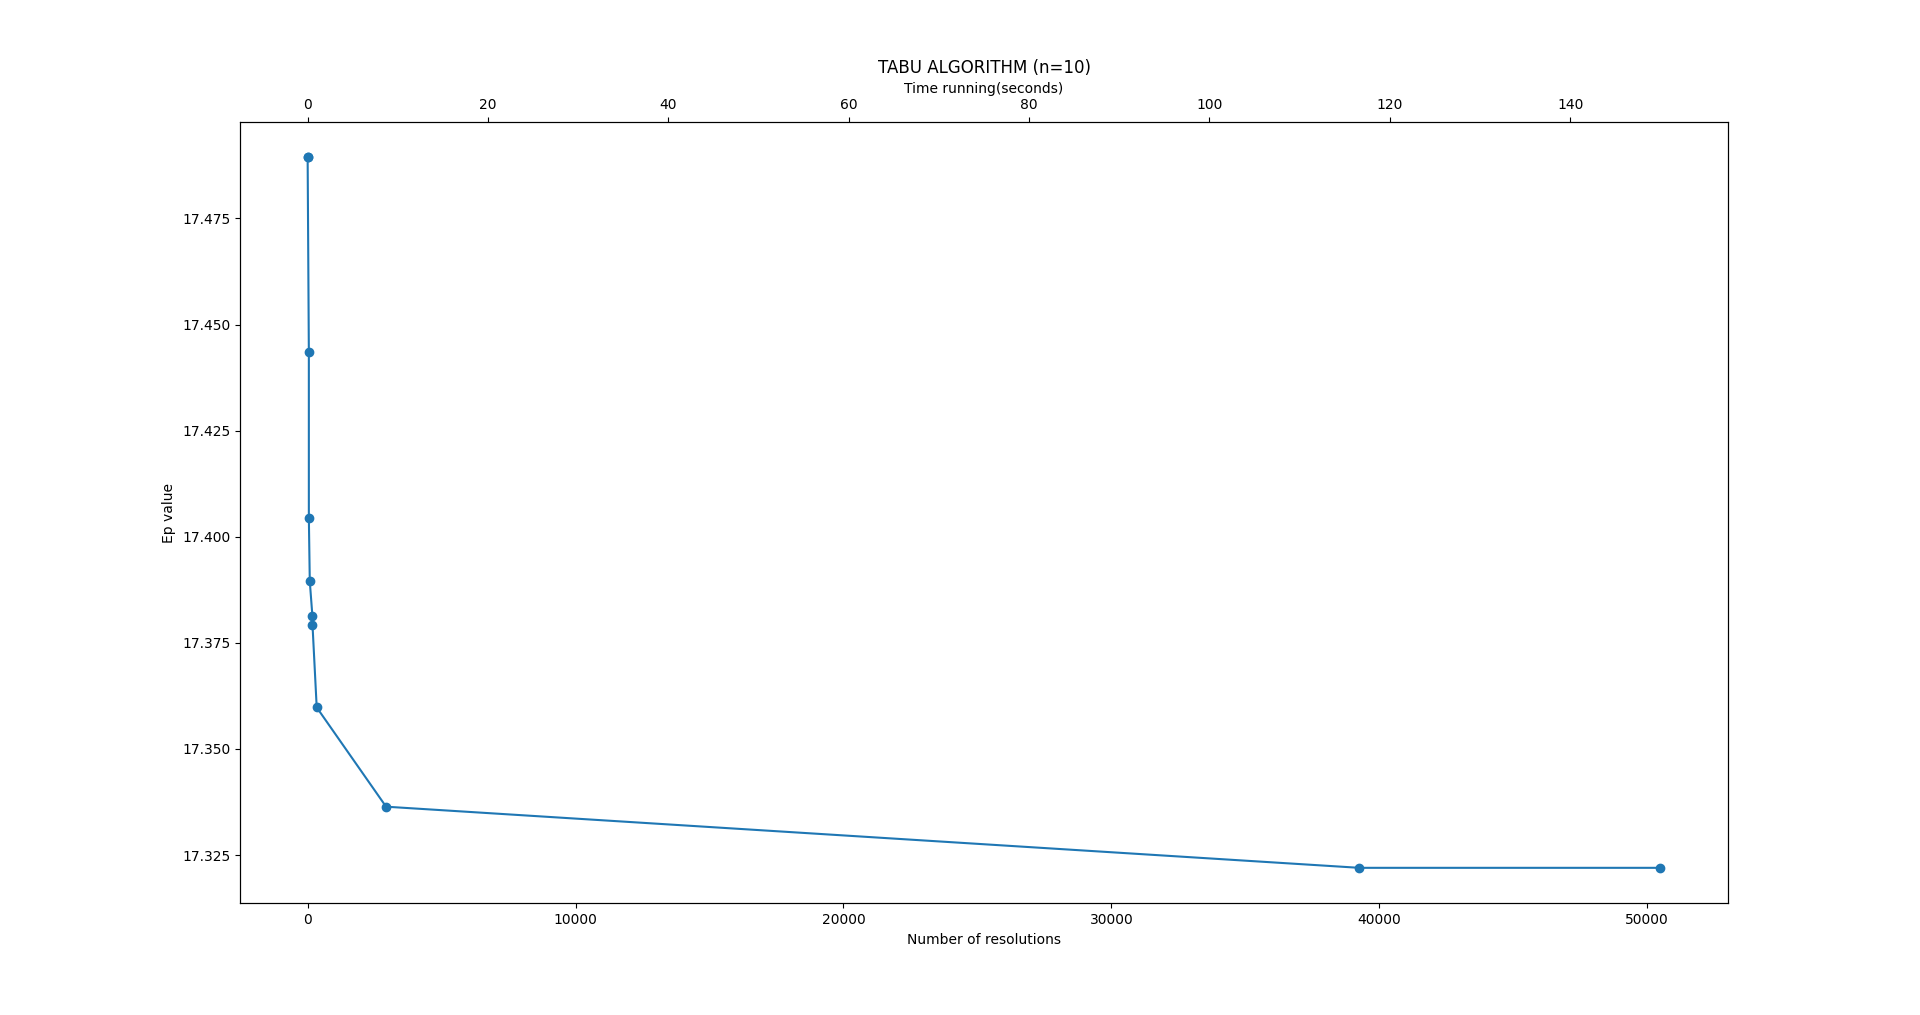 TABU ALGORITHM (n=10)
Time running(seconds)
0 20 40 60 80 100 120 140
17.475
17.450
17.425
17.400
17.375
17.350
17.325
Ep value
0 10000 20000 30000 40000 50000
Number of resolutions